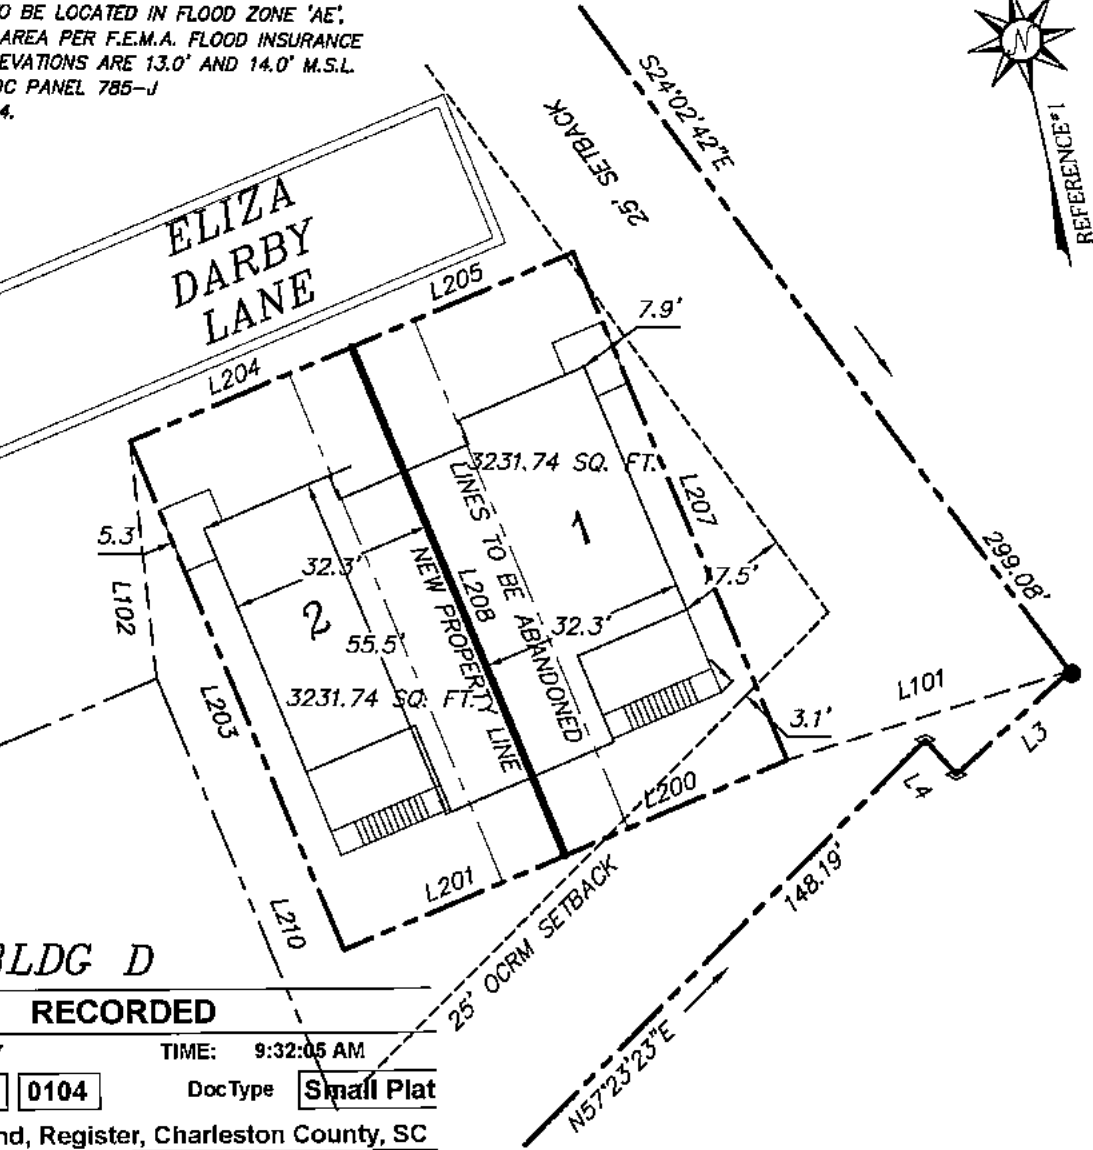 O BE LOCATED IN FLOOD ZONE 'AE',
AREA PER F.E.M.A. FLOOD INSURANCE
EVATIONS ARE 13.0' AND 14.0' M.S.L.
PANEL 785-J
4.
N
REFERENCE#1
S24°02'42"E
25' SETBACK
ELIZA
DARBY
LANE
L205
7.9'
L204
3231.74 SQ. FT.
L207
1
LINES TO BE ABANDONED
5.3'
L102
32.3'
2
NEW PROPERTY LINE
L208
55.5'
7.5'
32.3'
299.08'
3231.74 SQ. FT.
L203
L101
3.1'
L3
L4
L200
L201
148.19'
L210
25' OCRM SETBACK
N57°23'23"E
BLDG D
RECORDED
TIME: 9:32:05 AM
0104 DocType Small Plat
nd, Register, Charleston County, SC